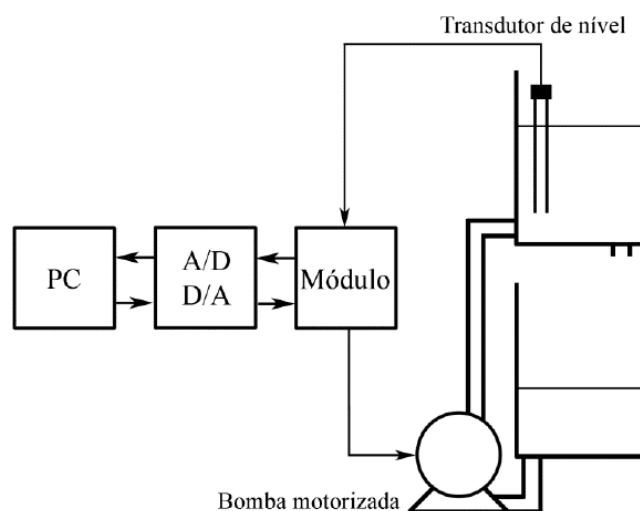 Transdutor de nível
PC
A/D
D/A
Módulo
Bomba motorizada